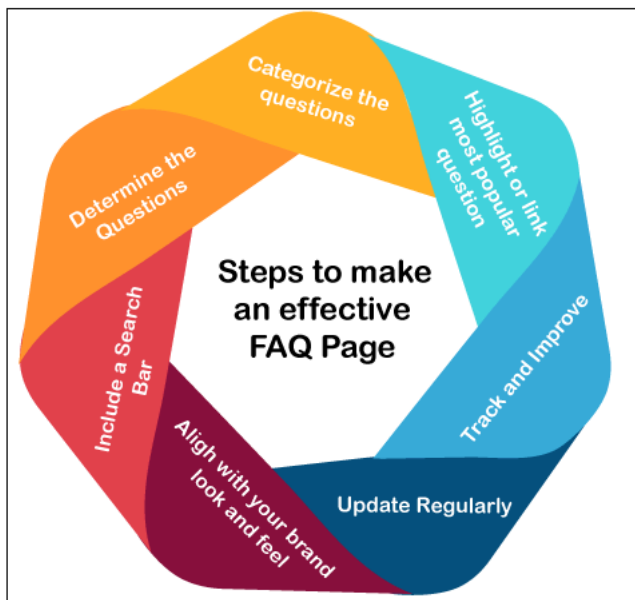 Steps to make
an effective
FAQ Page
Determine the
Questions
Categorize the
questions
Highlight or link
most popular
question
Track and Improve
Update Regularly
Aligh with your brand
look and feel
Include a Search
Bar